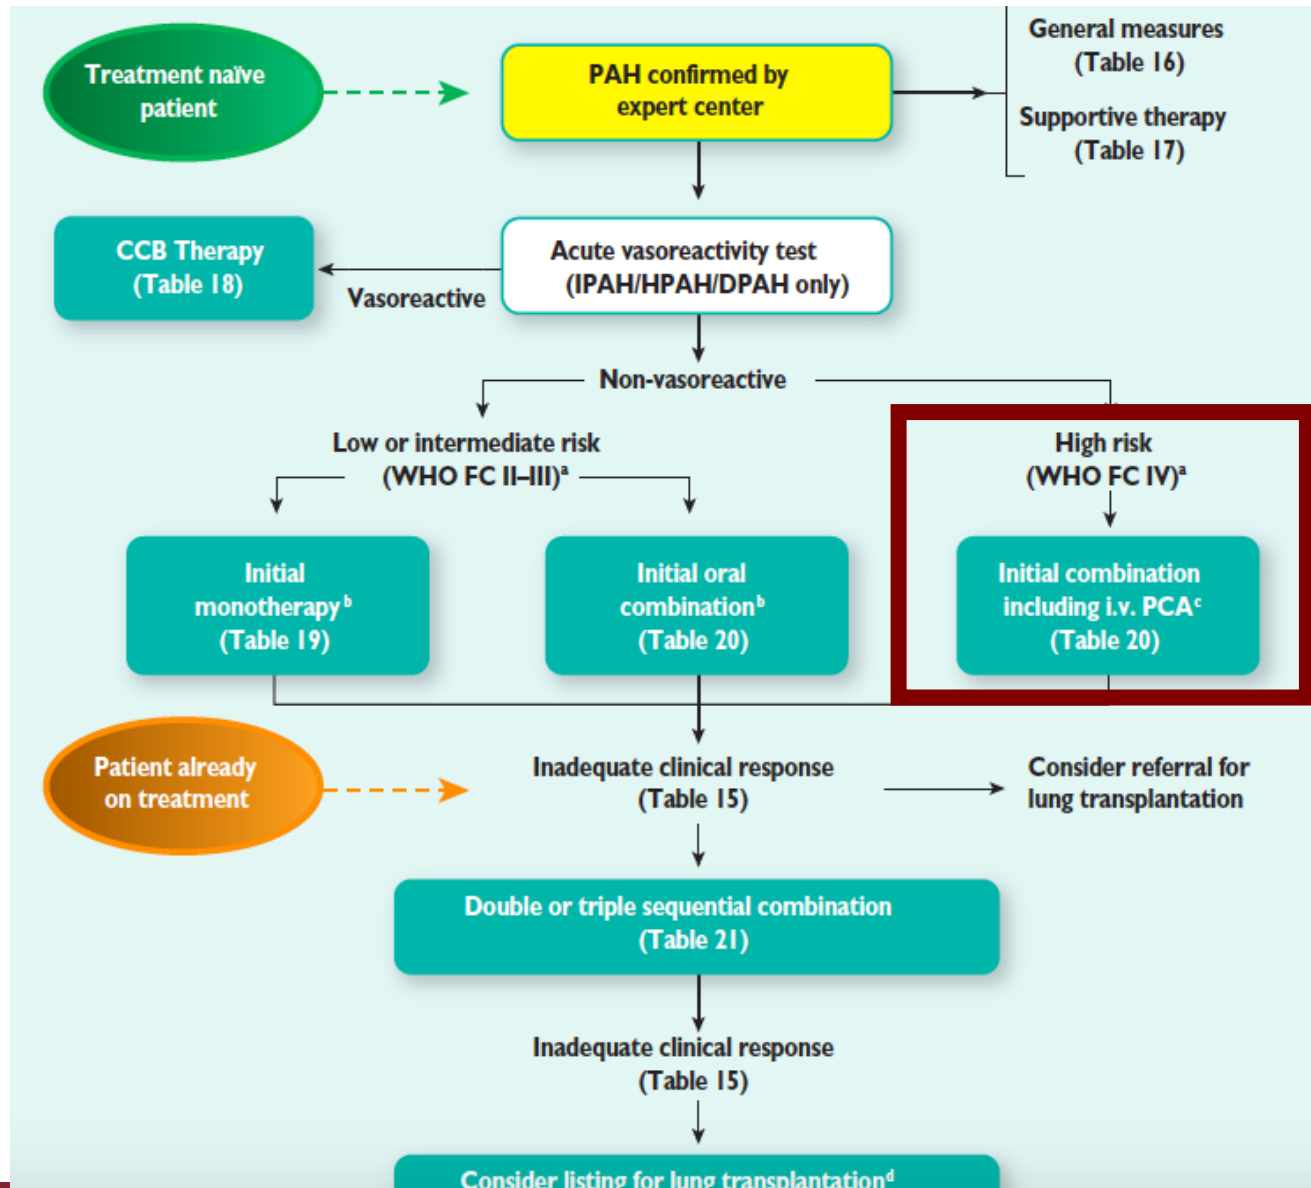 General measures
(Table 16)
Supportive therapy
(Table 17)
Treatment naïve
patient
PAH confirmed by
expert center
CCB Therapy
(Table 18)
Vasoreactive
Acute vasoreactivity test
(IPAH/HPAH/DPAH only)
Non-vasoreactive
Low or intermediate risk
(WHO FC II–III)a
High risk
(WHO FC IV)a
Initial
monotherapy b
(Table 19)
Initial oral
combination b
(Table 20)
Initial combination
including i.v. PCA c
(Table 20)
Patient already
on treatment
Inadequate clinical response
(Table 15)
Consider referral for
lung transplantation
Double or triple sequential combination
(Table 21)
Inadequate clinical response
(Table 15)
Consider listing for lung transplantation d